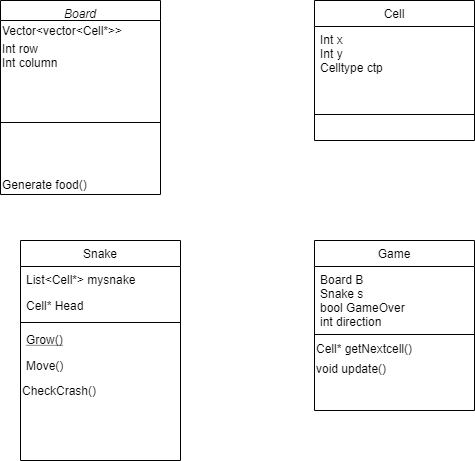 Board
Vector<vector<Cell*>>
Int row
Int column
Generate food()
Cell
Int x
Int y
Celltype ctp
Snake
List<Cell*> mysnake
Cell* Head
Grow()
Move()
CheckCrash()
Game
Board B
Snake s
bool GameOver
int direction
Cell* getNextcell()
void update()